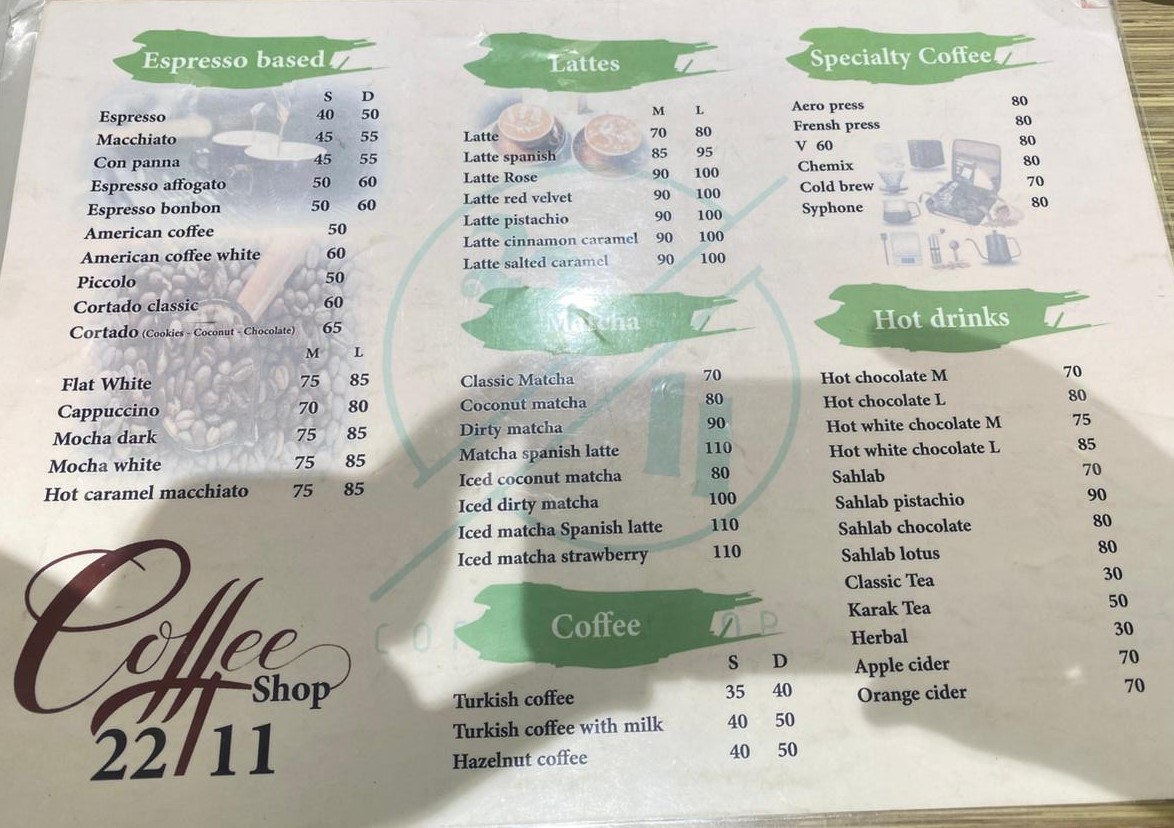 Espresso based
S D
Espresso 40 50
Macchiato 45 55
Con panna 45 55
Espresso affogato 50 60
Espresso bonbon 50 60
American coffee 50
American coffee white 60
Piccolo 50
Cortado classic 60
Cortado (Cookies - Coconut - Chocolate) 65
M L
Flat White 75 85
Cappuccino 70 80
Mocha dark 75 85
Mocha white 75 85
Hot caramel macchiato 75 85
Coffee
Shop
22/11
Lattes
M L
Latte 70 80
Latte spanish 85 95
Latte Rose 90 100
Latte red velvet 90 100
Latte pistachio 90 100
Latte cinnamon caramel 90 100
Latte salted caramel 90 100
Matcha
Classic Matcha 70
Coconut matcha 80
Dirty matcha 90
Matcha spanish latte 110
Iced coconut matcha 80
Iced dirty matcha 100
Iced matcha Spanish latte 110
Iced matcha strawberry 110
Coffee
S D
Turkish coffee 35 40
Turkish coffee with milk 40 50
Hazelnut coffee 40 50
Specialty Coffee
Aero press 80
Frensh press 80
V 60 80
Chemix 80
Cold brew 70
Syphone 80
Hot drinks
Hot chocolate M 70
Hot chocolate L 80
Hot white chocolate M 75
Hot white chocolate L 85
Sahlab 70
Sahlab pistachio 90
Sahlab chocolate 80
Sahlab lotus 80
Classic Tea 30
Karak Tea 50
Herbal 30
Apple cider 70
Orange cider 70